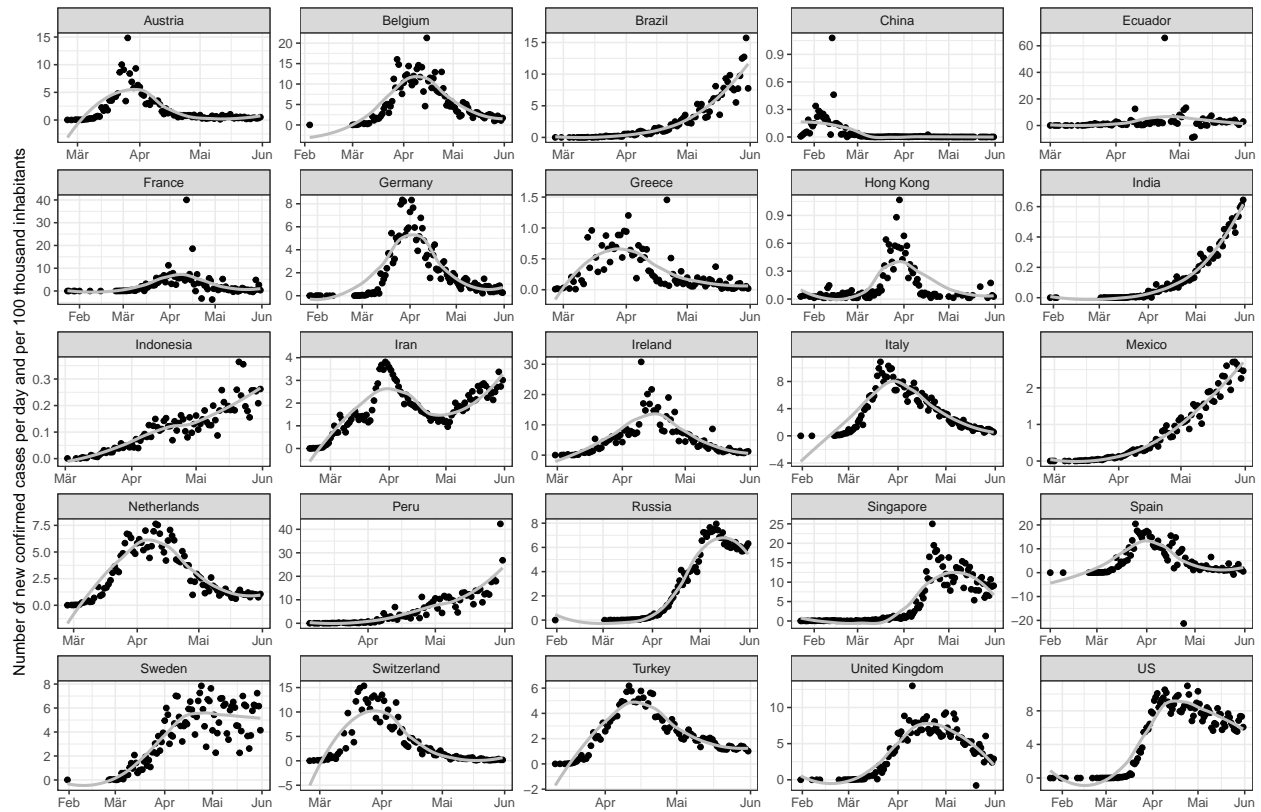 Number of new confirmed cases per day and per 100 thousand inhabitants
Austria
15
10
5
0
Mär Apr Mai Jun
Belgium
20
15
10
5
0
Feb Mär Apr Mai Jun
Brazil
15
10
5
0
Mär Apr Mai Jun
China
0.9
0.6
0.3
0.0
Feb Mär Apr Mai Jun
Ecuador
60
40
20
0
Mär Apr Mai Jun
France
40
30
20
10
0
Feb Mär Apr Mai Jun
Germany
8
6
4
2
0
Feb Mär Apr Mai Jun
Greece
1.5
1.0
0.5
0.0
Mär Apr Mai Jun
Hong Kong
0.9
0.6
0.3
0.0
Feb Mär Apr Mai Jun
India
0.6
0.4
0.2
0.0
Feb Mär Apr Mai Jun
Indonesia
0.3
0.2
0.1
0.0
Mär Apr Mai Jun
Iran
4
3
2
1
0
Mär Apr Mai Jun
Ireland
30
20
10
0
Mär Apr Mai Jun
Italy
8
4
0
−4
Feb Mär Apr Mai Jun
Mexico
2
1
0
Mär Apr Mai Jun
Netherlands
7.5
5.0
2.5
0.0
Mär Apr Mai Jun
Peru
40
30
20
10
0
Apr Mai Jun
Russia
8
6
4
2
0
Feb Mär Apr Mai Jun
Singapore
25
20
15
10
5
0
Feb Mär Apr Mai Jun
Spain
20
10
0
−10
−20
Feb Mär Apr Mai Jun
Sweden
8
6
4
2
0
Feb Mär Apr Mai Jun
Switzerland
15
10
5
0
−5
Mär Apr Mai Jun
Turkey
6
4
2
0
−2
Apr Mai Jun
United Kingdom
10
5
0
Feb Mär Apr Mai Jun
US
8
4
0
Feb Mär Apr Mai Jun